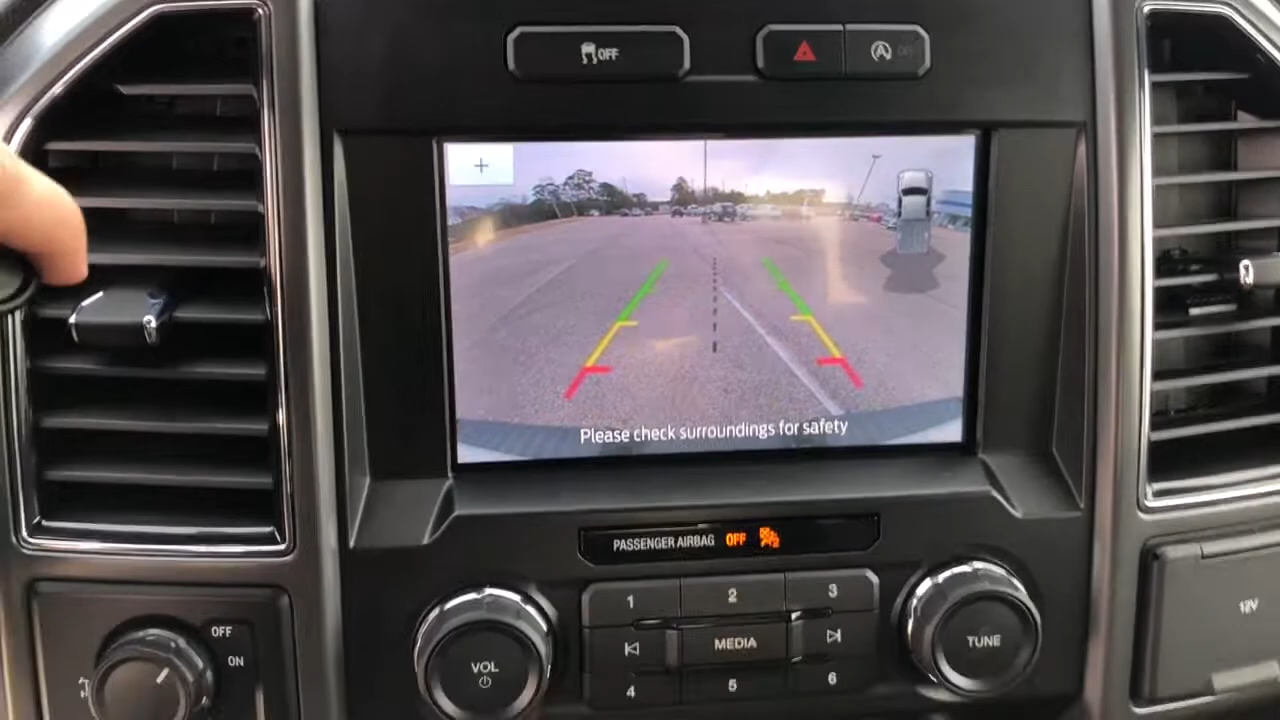 OFF
Please check surroundings for safety
PASSENGER AIRBAG OFF
1 2 3
MEDIA
4 5 6
VOL
TUNE
OFF
ON
12V